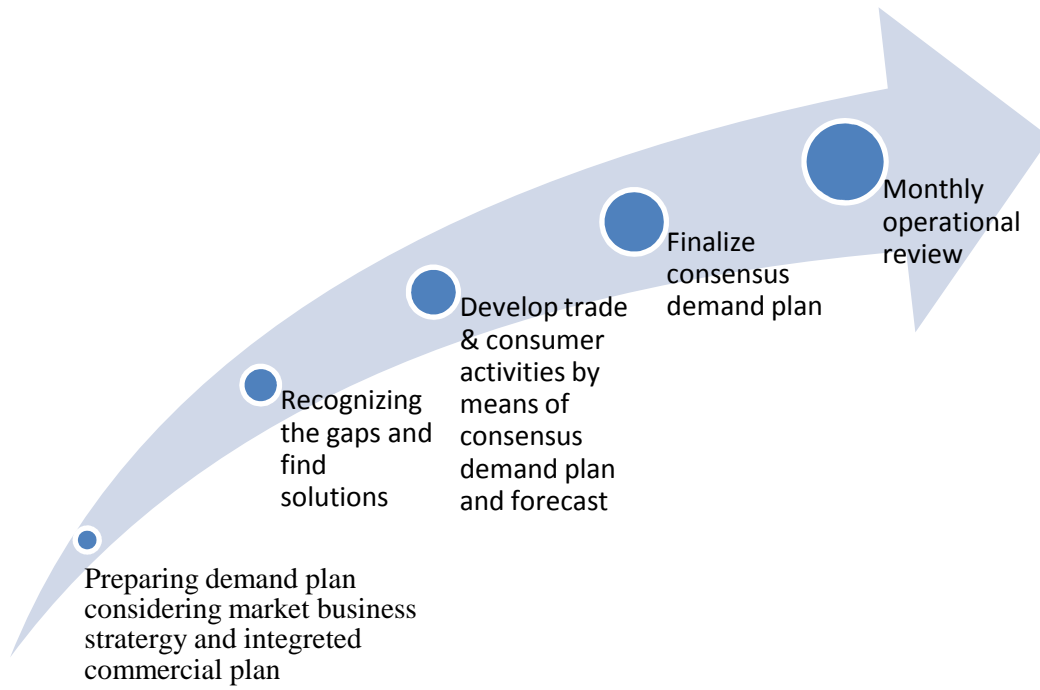 Preparing demand plan
considering market business
stratergy and integreted
commercial plan
Recognizing
the gaps and
find
solutions
Develop trade
& consumer
activities by
means of
consensus
demand plan
and forecast
Finalize
consensus
demand plan
Monthly
operational
review